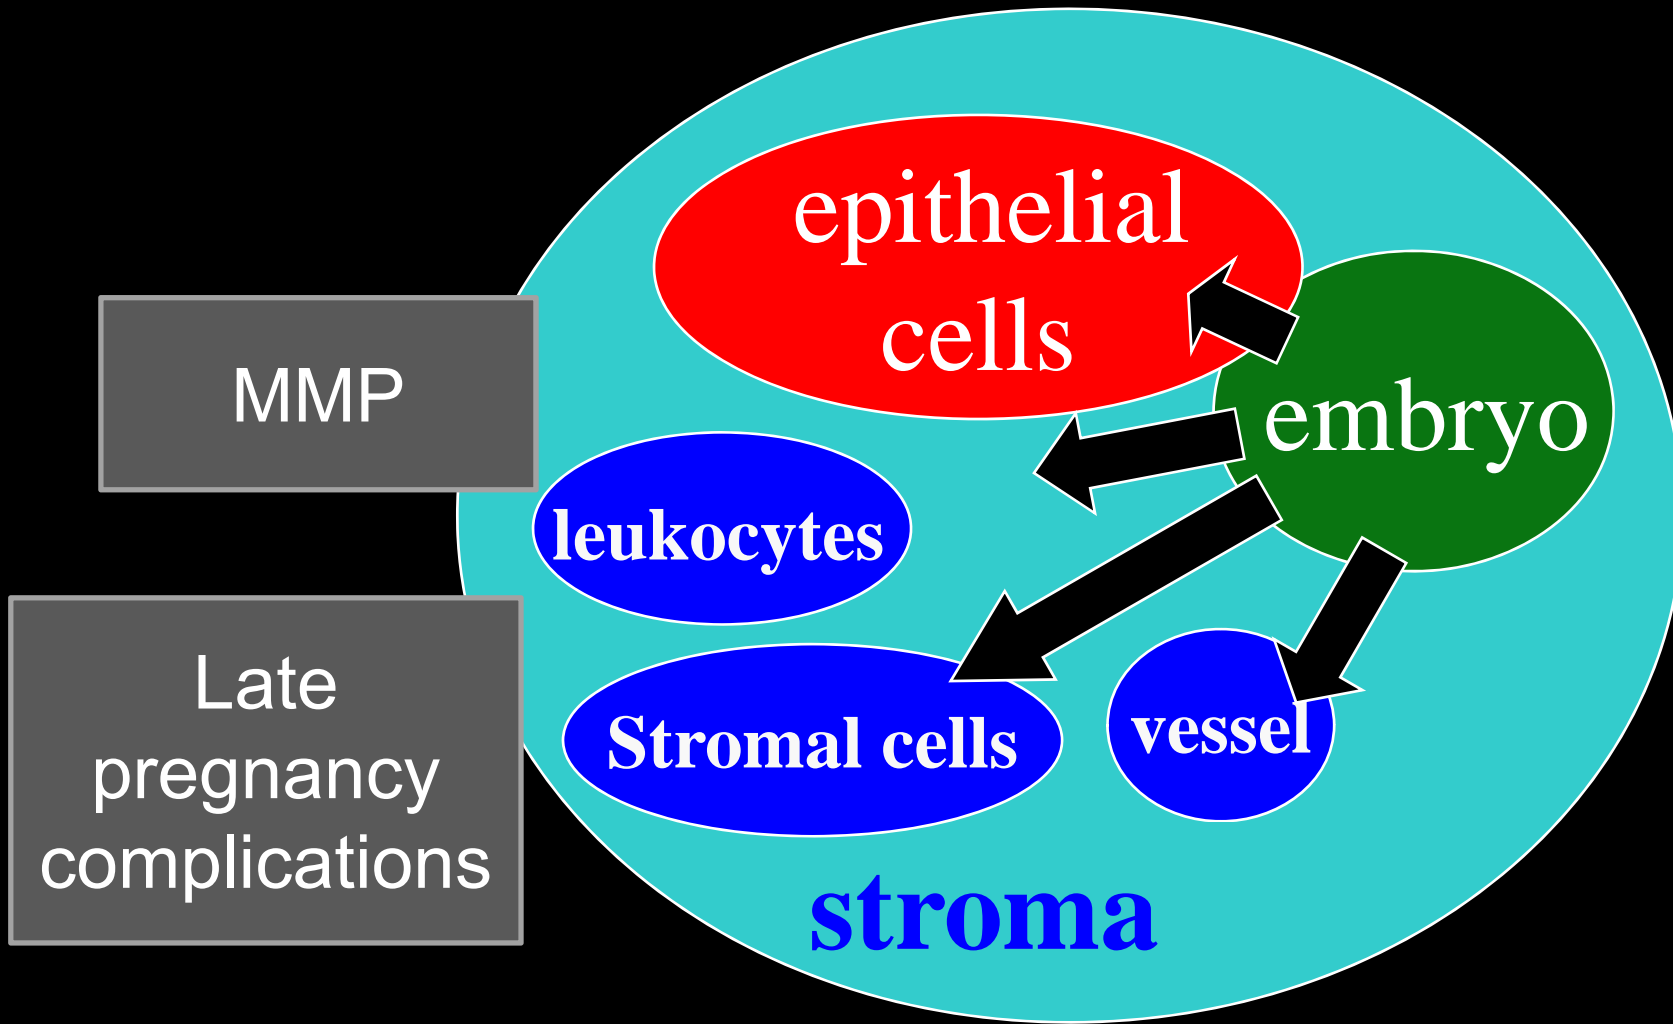 epithelial
cells
embryo
MMP
leukocytes
Stromal cells
vessel
Late
pregnancy
complications
stroma